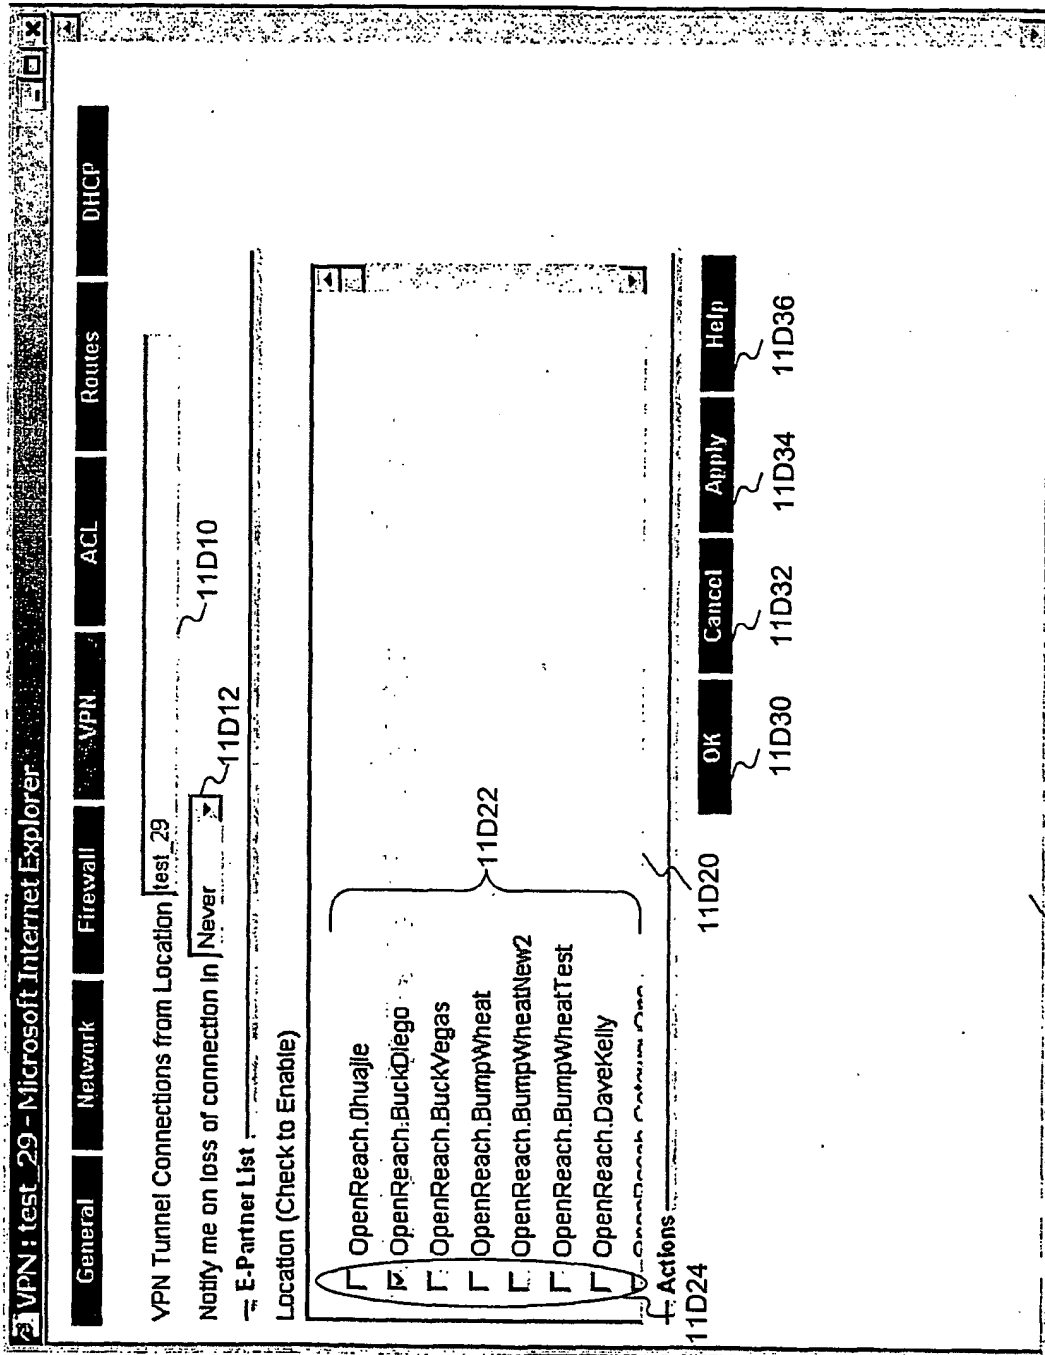 VPN : test_29 - Microsoft Internet Explorer
General Network Firewall VPN ACL Routes DHCP
VPN Tunnel Connections from Location test_29
11D10
Notify me on loss of connection In Never
11D12
E-Partner List
Location (Check to Enable)
OpenReach.0huajie
OpenReach.BuckDiego
OpenReach.BuckVegas
OpenReach.BumpWheat
11D22
OpenReach.BumpWheatNew2
OpenReach.BumpWheatTest
OpenReach.DaveKelly
11D20
Actions
11D24
OK Cancel Apply Help
11D30 11D32 11D34 11D36